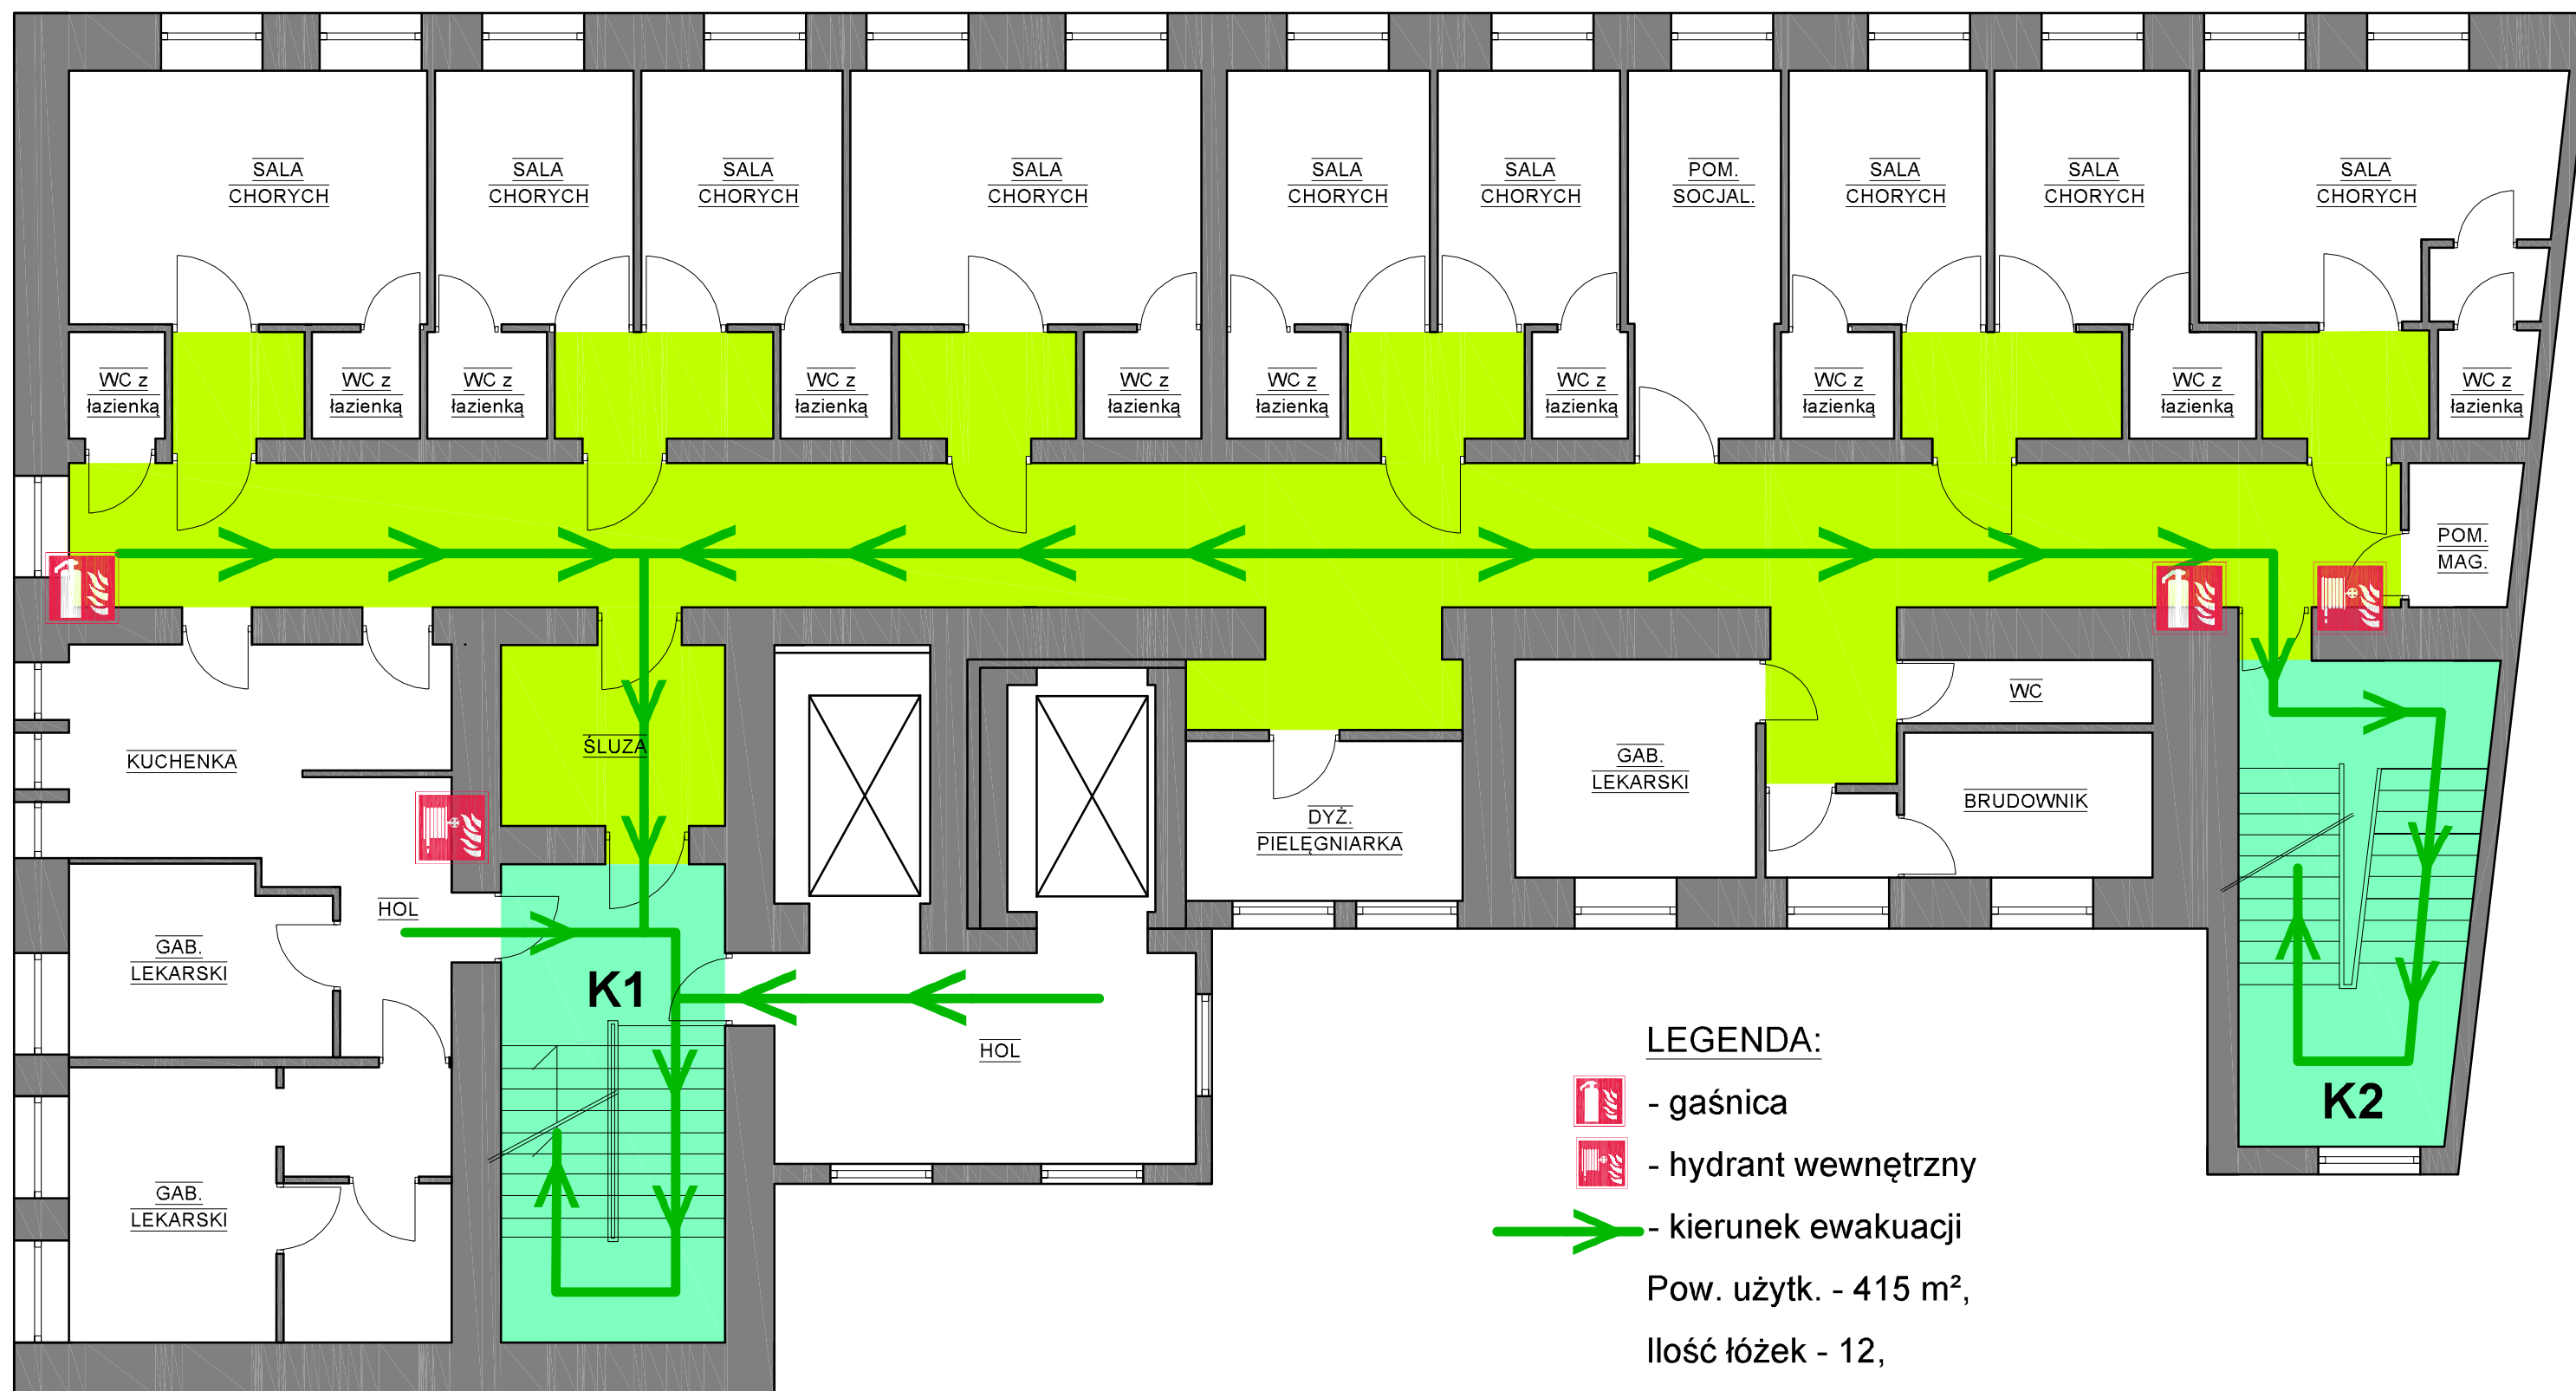 SALA
CHORYCH
SALA
CHORYCH
SALA
CHORYCH
SALA
CHORYCH
SALA
CHORYCH
SALA
CHORYCH
POM.
SOCJAL.
SALA
CHORYCH
SALA
CHORYCH
SALA
CHORYCH
WC z
łazienką
WC z
łazienką
WC z
łazienką
WC z
łazienką
WC z
łazienką
WC z
łazienką
WC z
łazienką
WC z
łazienką
WC z
łazienką
WC z
łazienką
POM.
MAG.
KUCHENKA
ŚLUZA
GAB.
LEKARSKI
WC
BRUDOWNIK
DYŻ.
PIELĘGNIARKA
HOL
GAB.
LEKARSKI
K1
HOL
GAB.
LEKARSKI
K2
LEGENDA:
- gaśnica
- hydrant wewnętrzny
- kierunek ewakuacji
Pow. użytk. - 415 m²,
Ilość łóżek - 12,